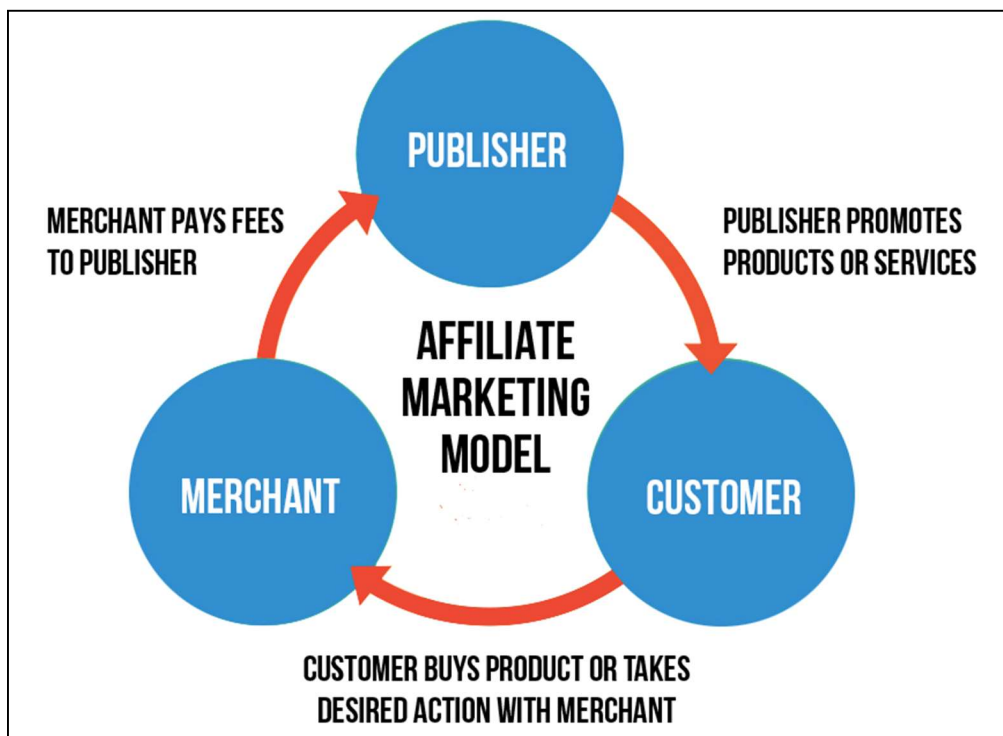 PUBLISHER
MERCHANT PAYS FEES
TO PUBLISHER
PUBLISHER PROMOTES
PRODUCTS OR SERVICES
AFFILIATE
MARKETING
MODEL
MERCHANT
CUSTOMER
CUSTOMER BUYS PRODUCT OR TAKES
DESIRED ACTION WITH MERCHANT